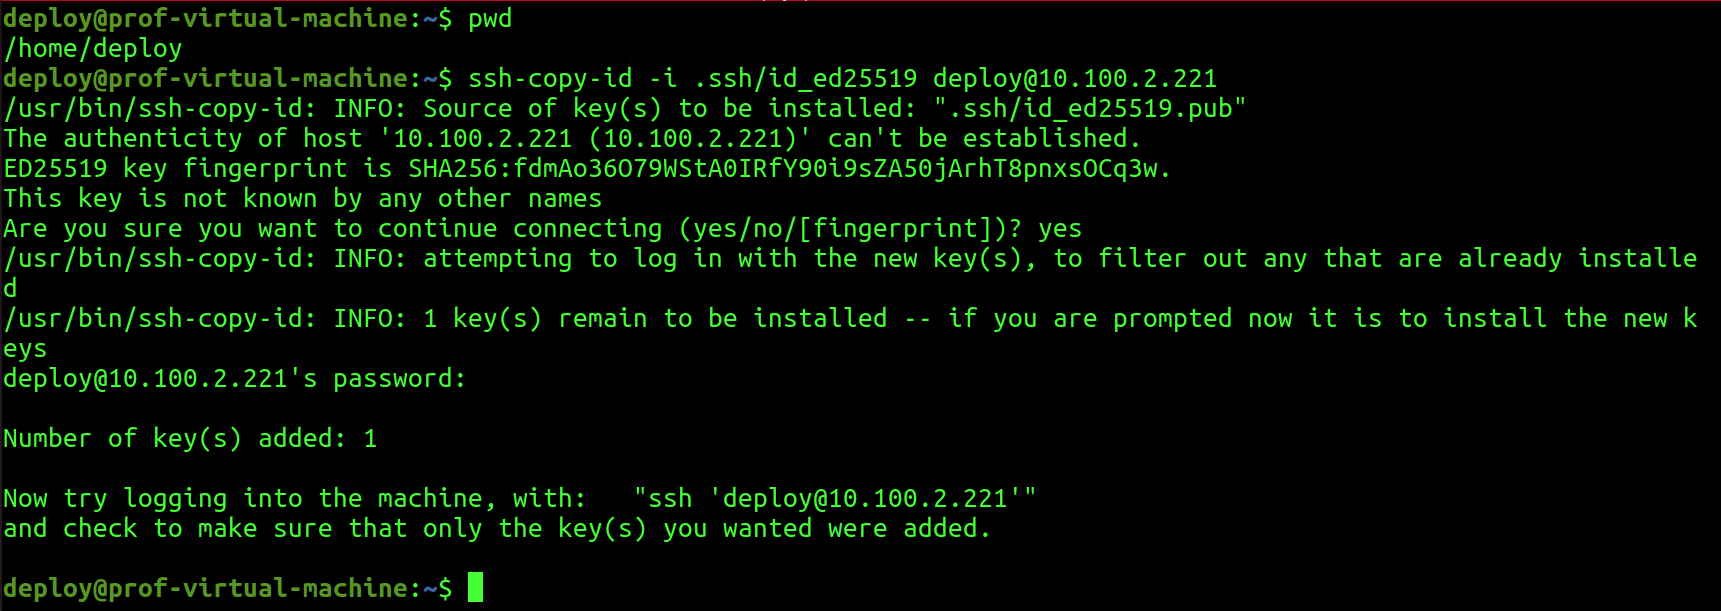 deploy@prof-virtual-machine:~$ pwd
/home/deploy
deploy@prof-virtual-machine:~$ ssh-copy-id -i .ssh/id_ed25519 deploy@10.100.2.221
/usr/bin/ssh-copy-id: INFO: Source of key(s) to be installed: ".ssh/id_ed25519.pub"
The authenticity of host '10.100.2.221 (10.100.2.221)' can't be established.
ED25519 key fingerprint is SHA256:fdmAo36O79WStA0IRfY90i9sZA50jArhT8pnxsOCq3w.
This key is not known by any other names
Are you sure you want to continue connecting (yes/no/[fingerprint])? yes
/usr/bin/ssh-copy-id: INFO: attempting to log in with the new key(s), to filter out any that are already installe
d
/usr/bin/ssh-copy-id: INFO: 1 key(s) remain to be installed -- if you are prompted now it is to install the new k
eys
deploy@10.100.2.221's password:
Number of key(s) added: 1
Now try logging into the machine, with:   "ssh 'deploy@10.100.2.221'"
and check to make sure that only the key(s) you wanted were added.
deploy@prof-virtual-machine:~$